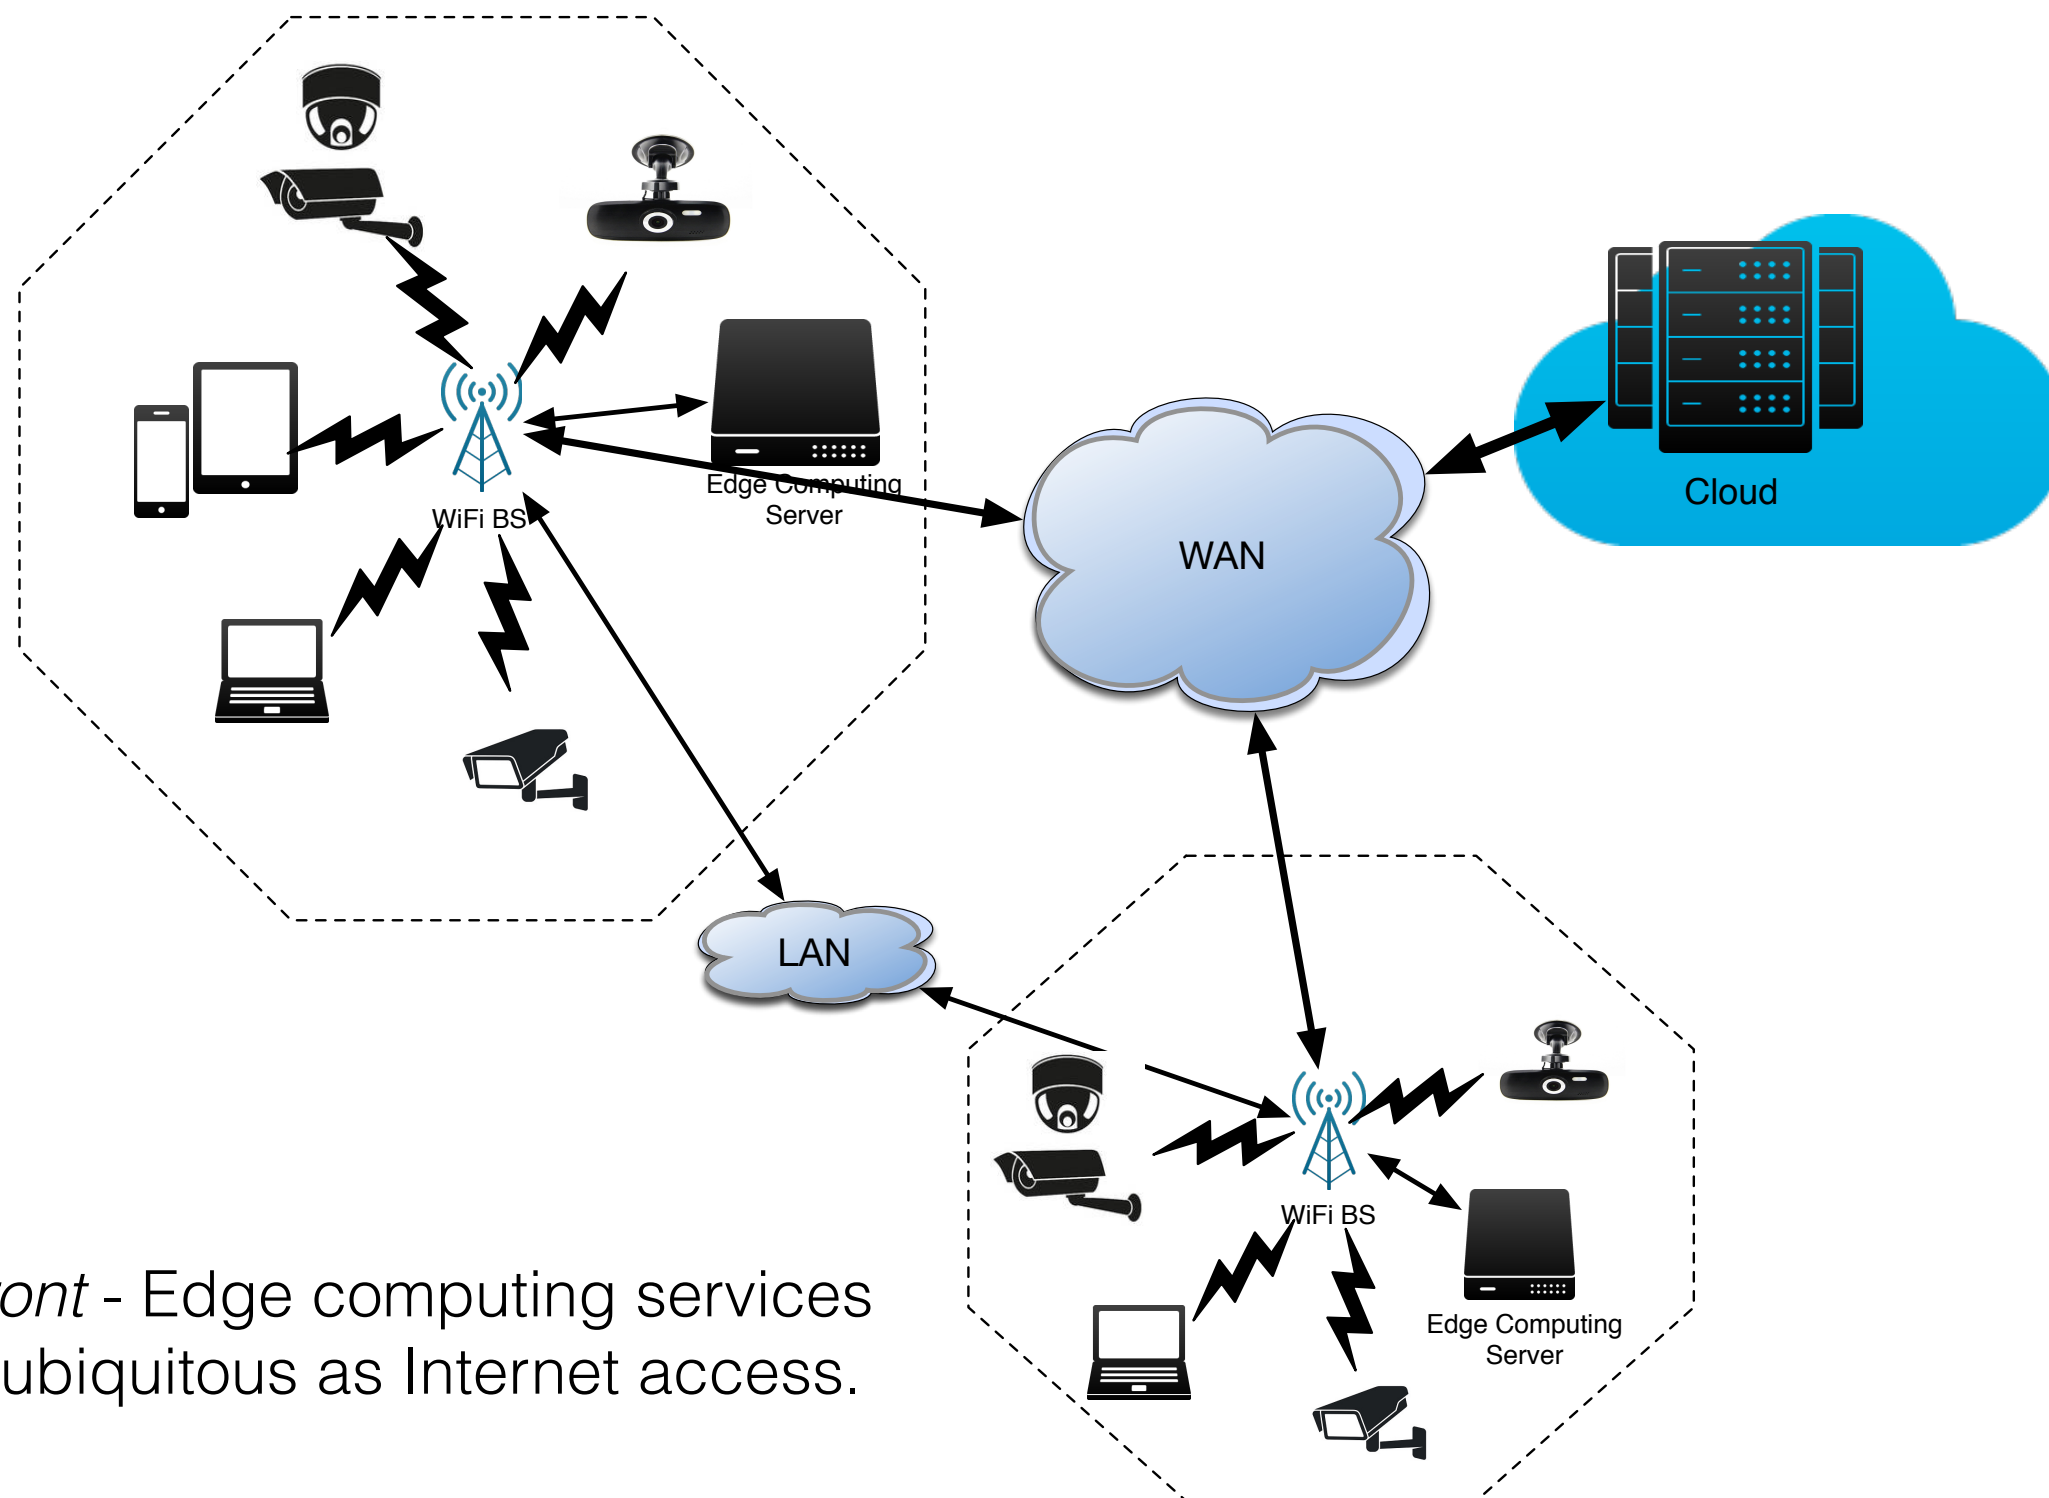 Edge Computing
Server
WiFi BS
Cloud
WAN
LAN
WiFi BS
Edge Computing
Server
ont - Edge computing services
ubiquitous as Internet access.